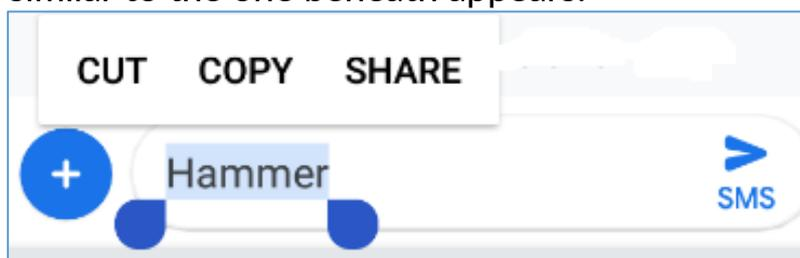 similar to the one beneath appears:
CUT COPY SHARE
+
Hammer
SMS